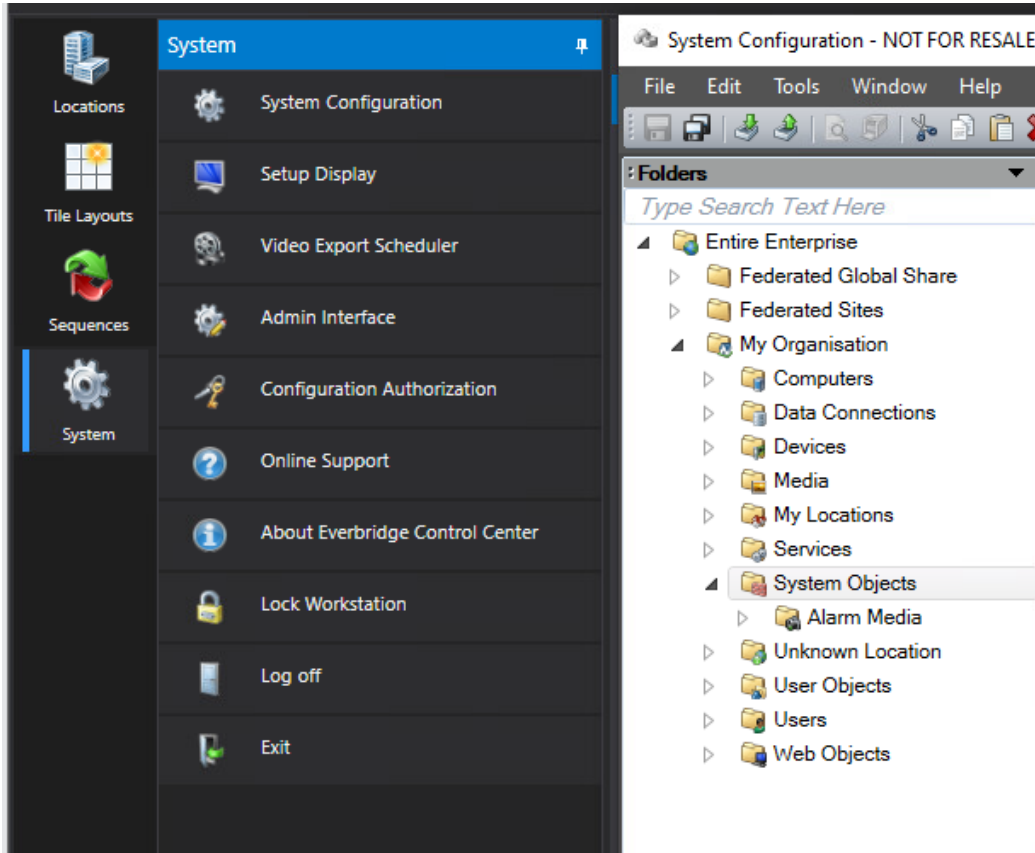 Locations
Tile Layouts
Sequences
System
System
System Configuration
Setup Display
Video Export Scheduler
Admin Interface
Configuration Authorization
Online Support
About Everbridge Control Center
Lock Workstation
Log off
Exit
System Configuration - NOT FOR RESALE
File Edit Tools Window Help
Folders
Type Search Text Here
Entire Enterprise
Federated Global Share
Federated Sites
My Organisation
Computers
Data Connections
Devices
Media
My Locations
Services
System Objects
Alarm Media
Unknown Location
User Objects
Users
Web Objects